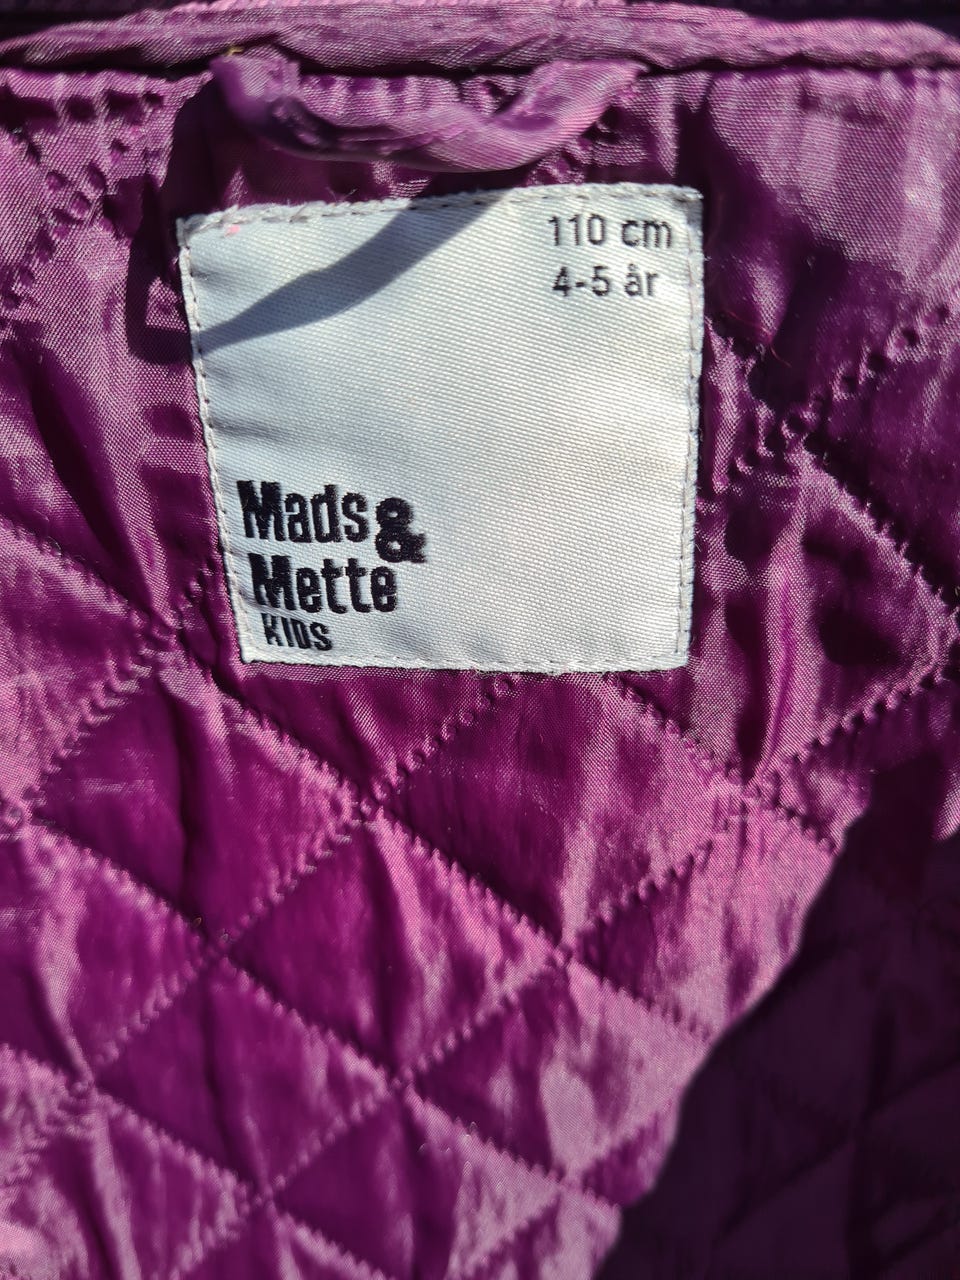 110 cm
4-5 år
Mads &
Mette
KIDS